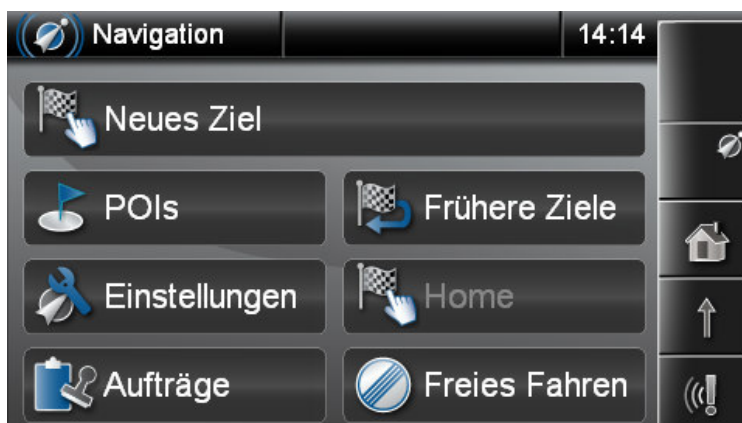 Navigation 14:14
Neues Ziel
POIs Frühere Ziele
Einstellungen Home
Aufträge Freies Fahren